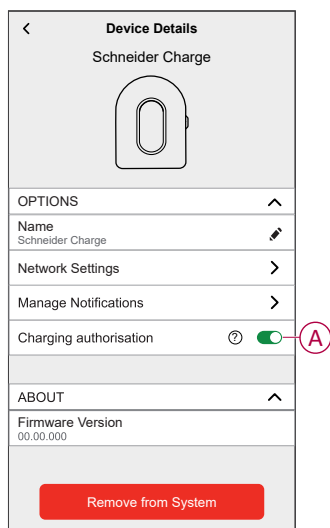 Device Details
Schneider Charge
OPTIONS
Name
Schneider Charge
Network Settings
Manage Notifications
Charging authorisation ?
A
ABOUT
Firmware Version
00.00.000
Remove from System